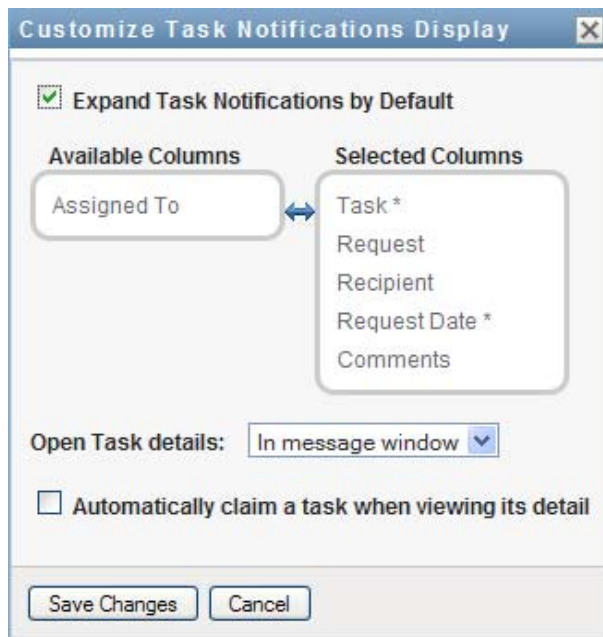 Customize Task Notifications Display
Expand Task Notifications by Default
Available Columns
Selected Columns
Assigned To
Task *
Request
Recipient
Request Date *
Comments
Open Task details: In message window
Automatically claim a task when viewing its detail
Save Changes Cancel